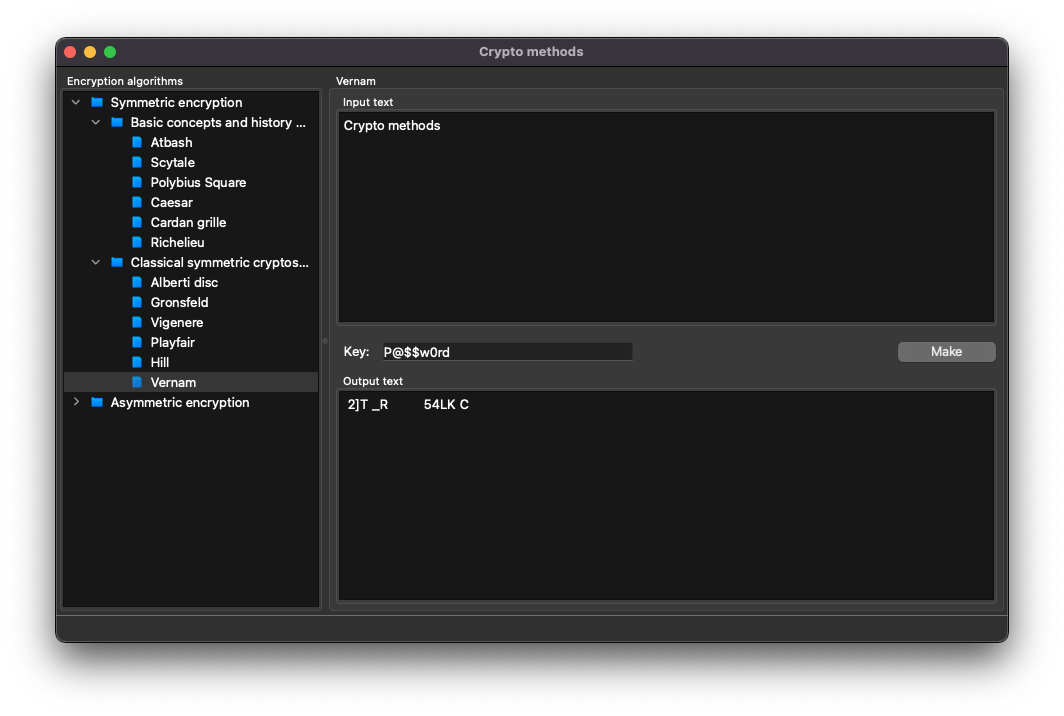 Crypto methods
Encryption algorithms
Symmetric encryption
Basic concepts and history ...
Atbash
Scytale
Polybius Square
Caesar
Cardan grille
Richelieu
Classical symmetric cryptos...
Alberti disc
Gronsfeld
Vigenere
Playfair
Hill
Vernam
Asymmetric encryption
Vernam
Input text
Crypto methods
Key: P@$$w0rd
Make
Output text
2]T _R 54LK C